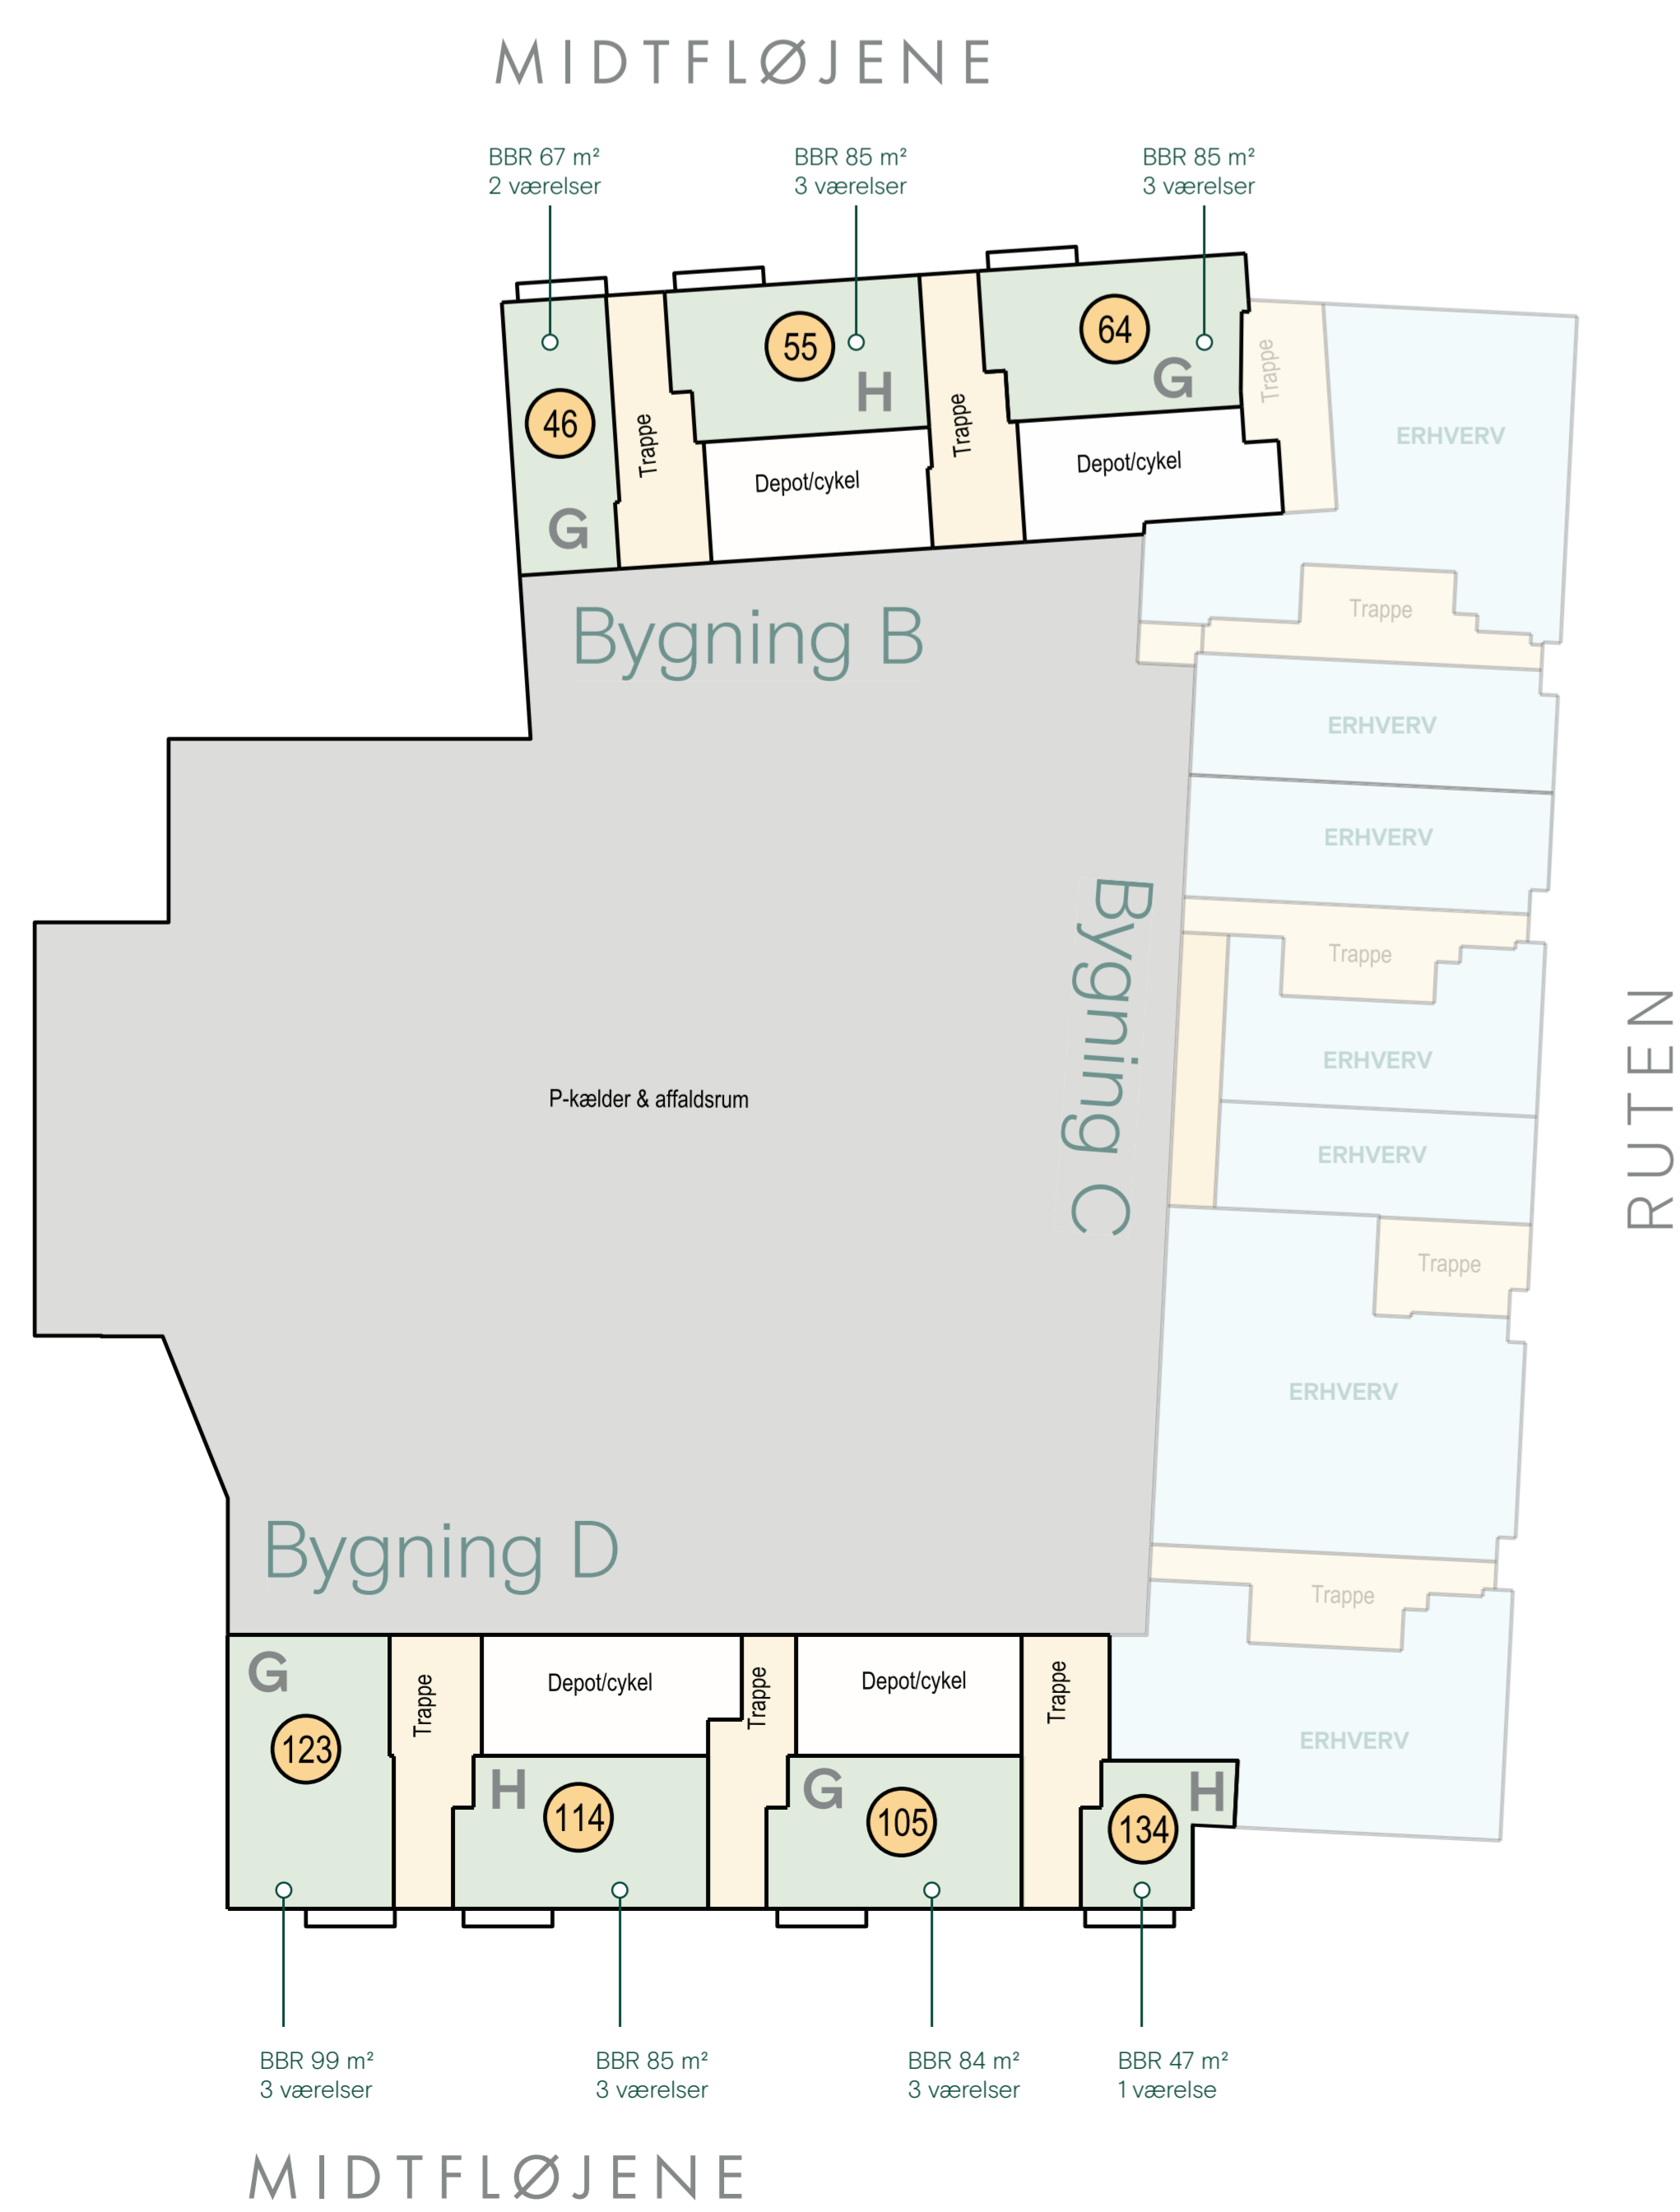 MIDTFLØJENE
BBR 67 m²
2 værelser
BBR 85 m²
3 værelser
BBR 85 m²
3 værelser
46
G
Trappe
55
H
Depot/cykel
Trappe
64
G
Depot/cykel
Trappe
ERHVERV
Trappe
Bygning B
ERHVERV
ERHVERV
Trappe
Bygning C
ERHVERV
ERHVERV
RUTEN
P-kælder & affaldsrum
Trappe
ERHVERV
Bygning D
Trappe
ERHVERV
G
123
Trappe
Depot/cykel
H
114
Trappe
Depot/cykel
G
105
Trappe
H
134
BBR 99 m²
3 værelser
BBR 85 m²
3 værelser
BBR 84 m²
3 værelser
BBR 47 m²
1 værelse
MIDTFLØJENE